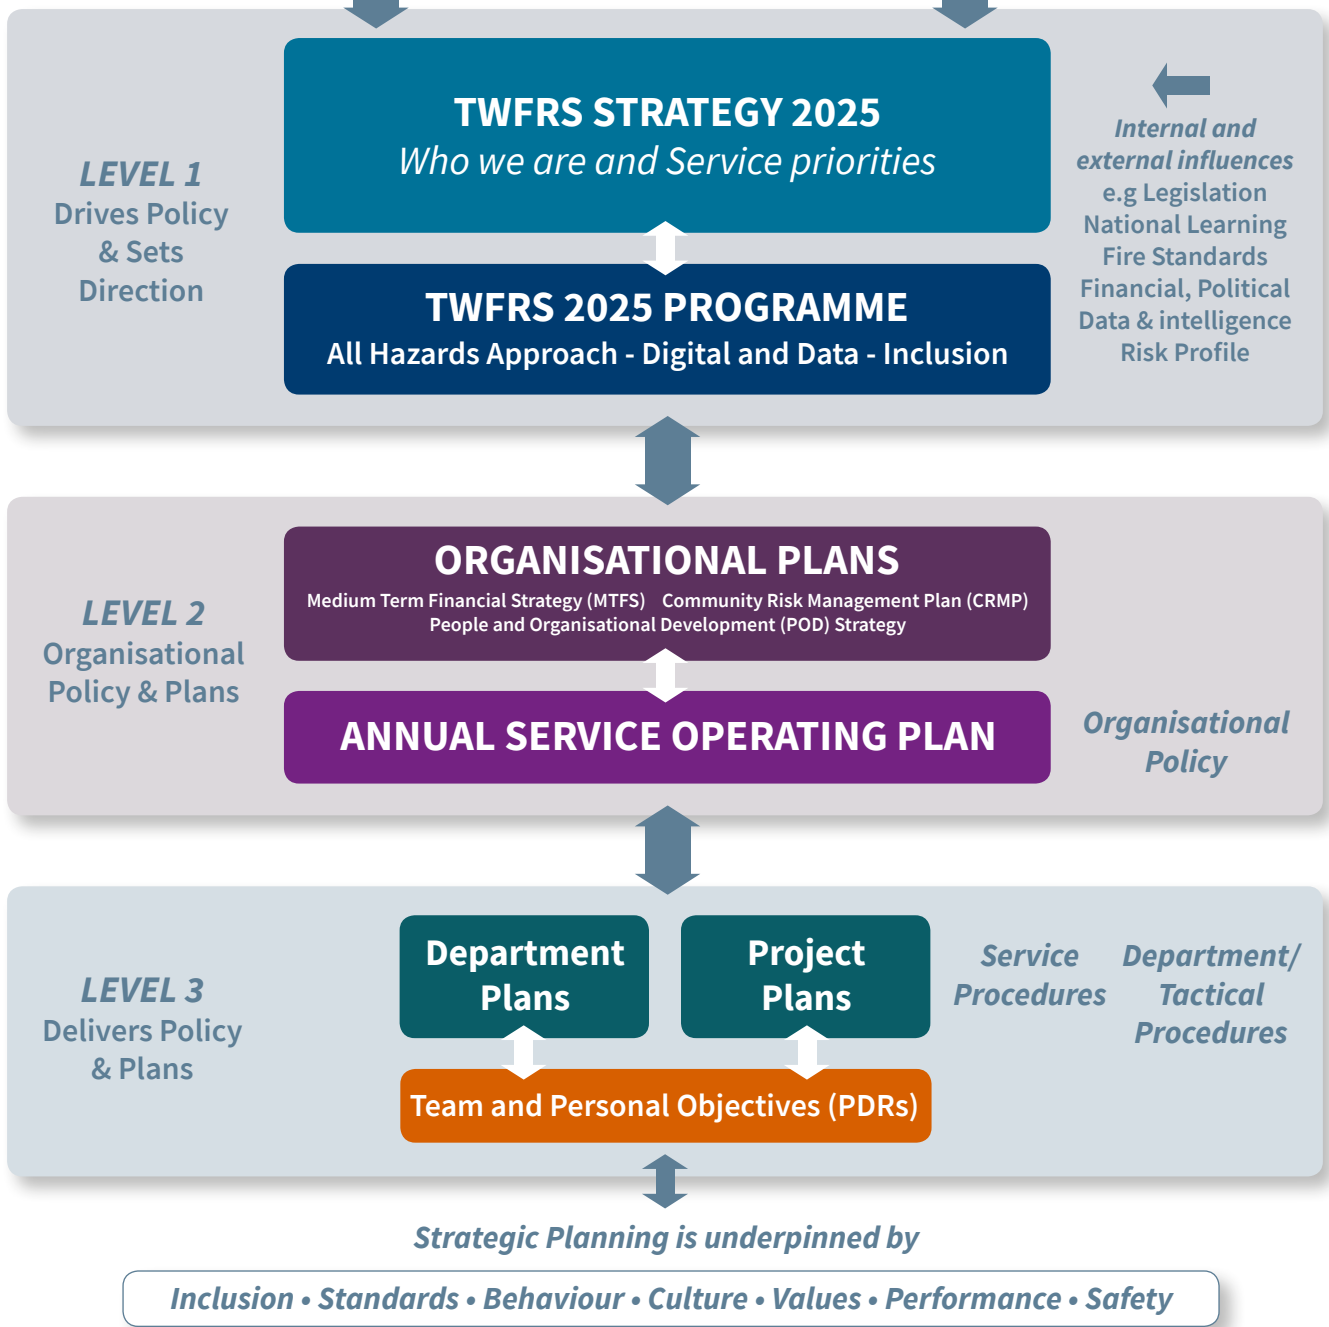 LEVEL 1
Drives Policy
& Sets
Direction
TWFRS STRATEGY 2025
Who we are and Service priorities
TWFRS 2025 PROGRAMME
All Hazards Approach - Digital and Data - Inclusion
Internal and
external influences
e.g Legislation
National Learning
Fire Standards
Financial, Political
Data & intelligence
Risk Profile
LEVEL 2
Organisational
Policy & Plans
ORGANISATIONAL PLANS
Medium Term Financial Strategy (MTFS) Community Risk Management Plan (CRMP)
People and Organisational Development (POD) Strategy
ANNUAL SERVICE OPERATING PLAN
Organisational
Policy
LEVEL 3
Delivers Policy
& Plans
Department
Plans
Project
Plans
Team and Personal Objectives (PDRs)
Service
Procedures
Department/
Tactical
Procedures
Strategic Planning is underpinned by
Inclusion • Standards • Behaviour • Culture • Values • Performance • Safety